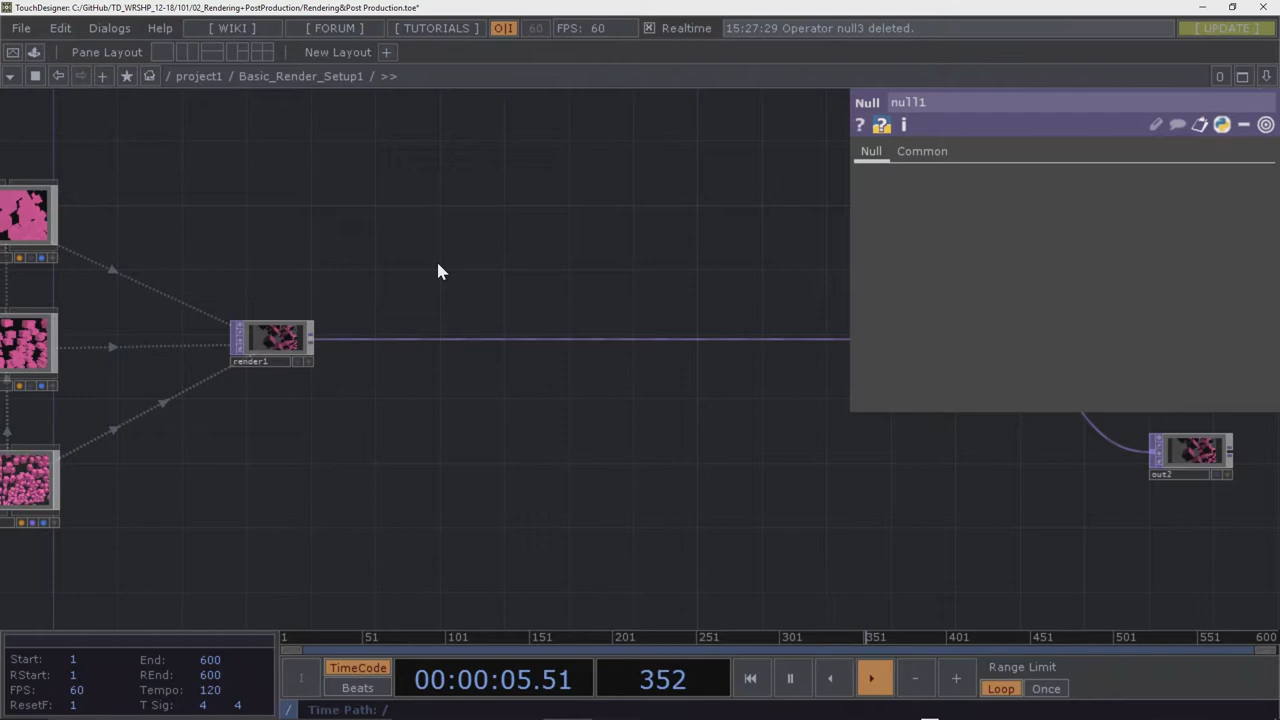 TouchDesigner: C:/GitHub/TD_WRSHP_12-18/101/02_Rendering+PostProduction/Rendering&Post Production.toe*
File Edit Dialogs Help [ WIKI ] [ FORUM ] [ TUTORIALS ] O|I 60 FPS: 60 Realtime 15:27:29 Operator null3 deleted. [ UPDATE ]
Pane Layout New Layout +
/ project1 / Basic_Render_Setup1 / >> 0
Null null1
? ? i
Null Common
render1
out2
1 51 101 151 201 251 301 351 401 451 501 551 600
Start: 1 End: 600
RStart: 1 REnd: 600
FPS: 60 Tempo: 120
ResetF: 1 T Sig: 4 4
TimeCode
Beats
00:00:05.51 352
Range Limit
Loop Once
/ Time Path: /